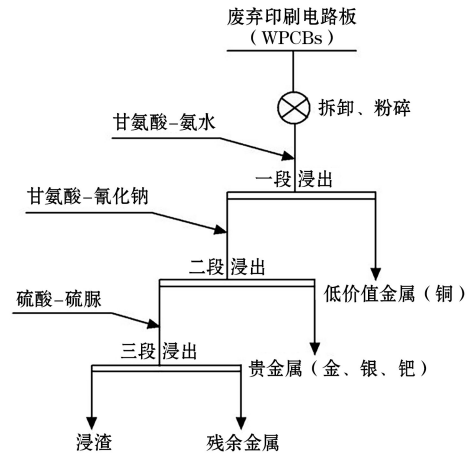 废弃印刷电路板
(WPCBs)
拆卸、粉碎
甘氨酸-氨水
一段浸出
甘氨酸-氰化钠
二段浸出
低价值金属(铜)
硫酸-硫脲
三段浸出
贵金属(金、银、钯)
浸渣
残余金属